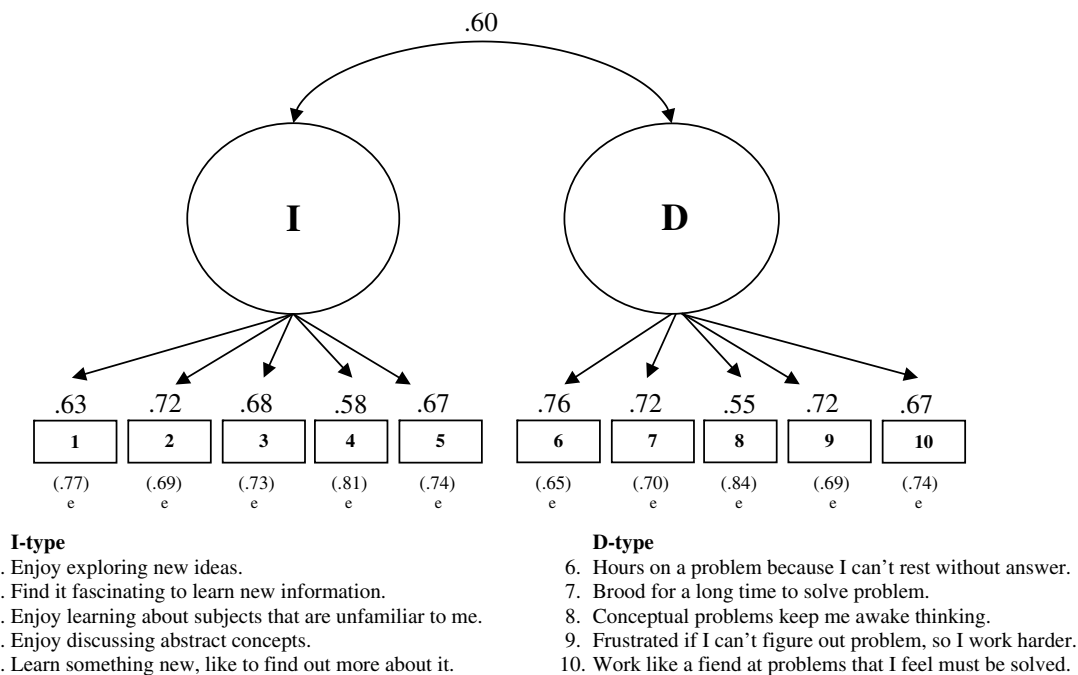 .60
I D
.63 .72 .68 .58 .67 .76 .72 .55 .72 .67
1 2 3 4 5 6 7 8 9 10
(.77) (.69) (.73) (.81) (.74) (.65) (.70) (.84) (.69) (.74)
e e e e e e e e e e
I-type
. Enjoy exploring new ideas.
. Find it fascinating to learn new information.
. Enjoy learning about subjects that are unfamiliar to me.
. Enjoy discussing abstract concepts.
. Learn something new, like to find out more about it.
D-type
6. Hours on a problem because I can’t rest without answer.
7. Brood for a long time to solve problem.
8. Conceptual problems keep me awake thinking.
9. Frustrated if I can’t figure out problem, so I work harder.
10. Work like a fiend at problems that I feel must be solved.